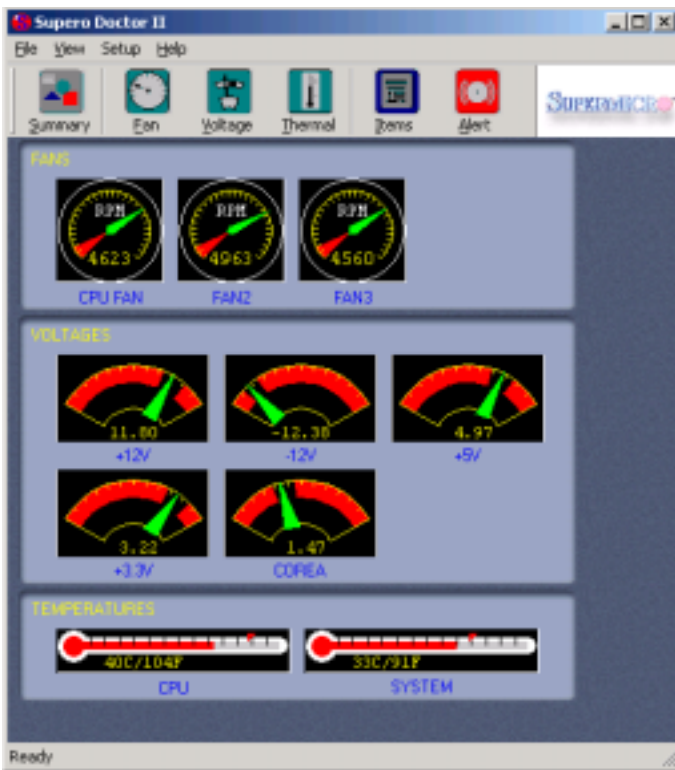 Supero Doctor II
File View Setup Help
Summary Fan Voltage Thermal Items Alert
SUPERMICRO
FANS
RPM RPM RPM
4623 4963 4560
CPU FAN FAN2 FAN3
VOLTAGES
11.80 -12.38 4.97
+12V -12V +5V
3.22 1.47
+3.3V COREA
TEMPERATURES
40C/104F 33C/91F
CPU SYSTEM
Ready